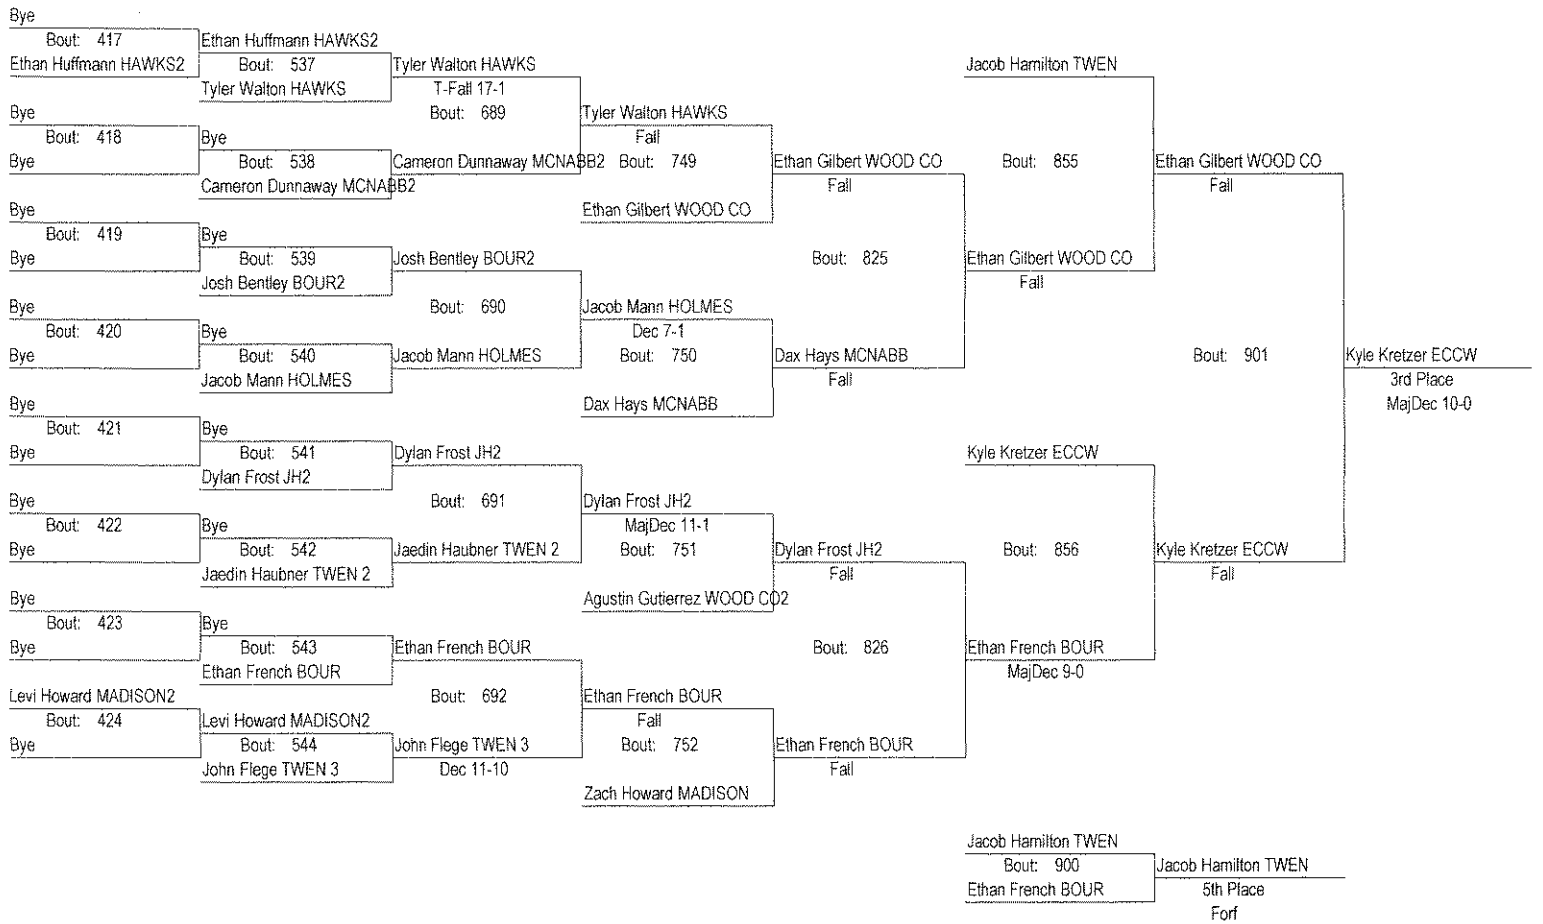 Bye
Bout: 417
Ethan Huffmann HAWKS2
Bye
Bout: 418
Bye
Bye
Bout: 419
Bye
Bye
Bout: 420
Bye
Bye
Bout: 421
Bye
Bye
Bout: 422
Bye
Bye
Bout: 423
Bye
Levi Howard MADISON2
Bout: 424
Bye
Ethan Huffmann HAWKS2
Bout: 537
Tyler Walton HAWKS
Bye
Bout: 538
Cameron Dunnaway MCNABB2
Bye
Bout: 539
Josh Bentley BOUR2
Bye
Bout: 540
Jacob Mann HOLMES
Bye
Bout: 541
Dylan Frost JH2
Bye
Bout: 542
Jaedin Haubner TWEN 2
Bye
Bout: 543
Ethan French BOUR
Levi Howard MADISON2
Bout: 544
John Flege TWEN 3
Tyler Walton HAWKS
T-Fall 17-1
Bout: 689
Cameron Dunnaway MCNABB2
Josh Bentley BOUR2
Bout: 690
Jacob Mann HOLMES
Dylan Frost JH2
Bout: 691
Jaedin Haubner TWEN 2
Ethan French BOUR
Bout: 692
John Flege TWEN 3
Dec 11-10
Tyler Walton HAWKS
Fall
Bout: 749
Ethan Gilbert WOOD CO
Jacob Mann HOLMES
Dec 7-1
Bout: 750
Dax Hays MCNABB
Dylan Frost JH2
MajDec 11-1
Bout: 751
Agustin Gutierrez WOOD CO2
Ethan French BOUR
Fall
Bout: 752
Zach Howard MADISON
Ethan Gilbert WOOD CO
Fall
Bout: 825
Dax Hays MCNABB
Fall
Dylan Frost JH2
Fall
Bout: 826
Ethan French BOUR
Fall
Jacob Hamilton TWEN
Bout: 855
Ethan Gilbert WOOD CO
Fall
Kyle Kretzer ECCW
Bout: 856
Ethan French BOUR
MajDec 9-0
Ethan Gilbert WOOD CO
Fall
Bout: 901
Kyle Kretzer ECCW
Fall
Kyle Kretzer ECCW
3rd Place
MajDec 10-0
Jacob Hamilton TWEN
Bout: 900
Ethan French BOUR
Jacob Hamilton TWEN
5th Place
Forf